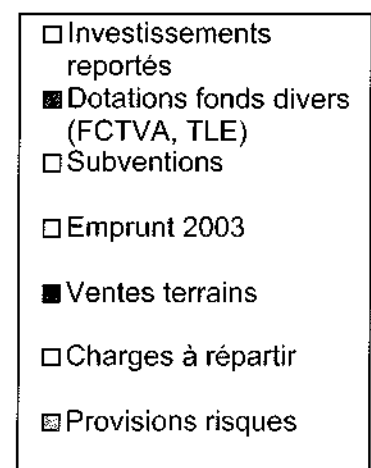 Investissements
reportés
Dotations fonds divers
(FCTVA, TLE)
Subventions
Emprunt 2003
Ventes terrains
Charges à répartir
Provisions risques